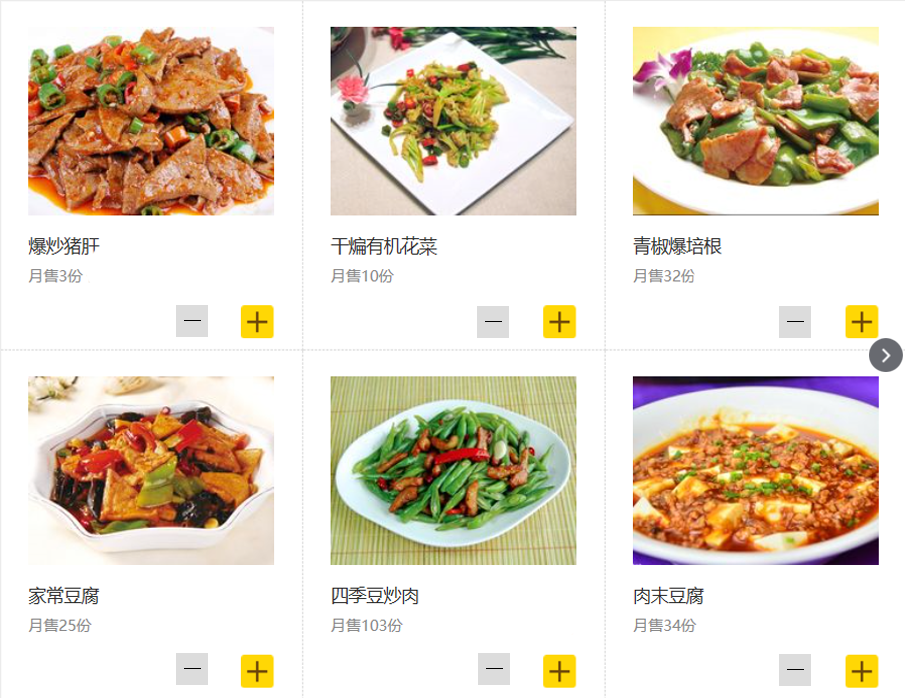 爆炒猪肝
月售3份
干煸有机花菜
月售10份
青椒爆培根
月售32份
家常豆腐
月售25份
四季豆炒肉
月售103份
肉末豆腐
月售34份